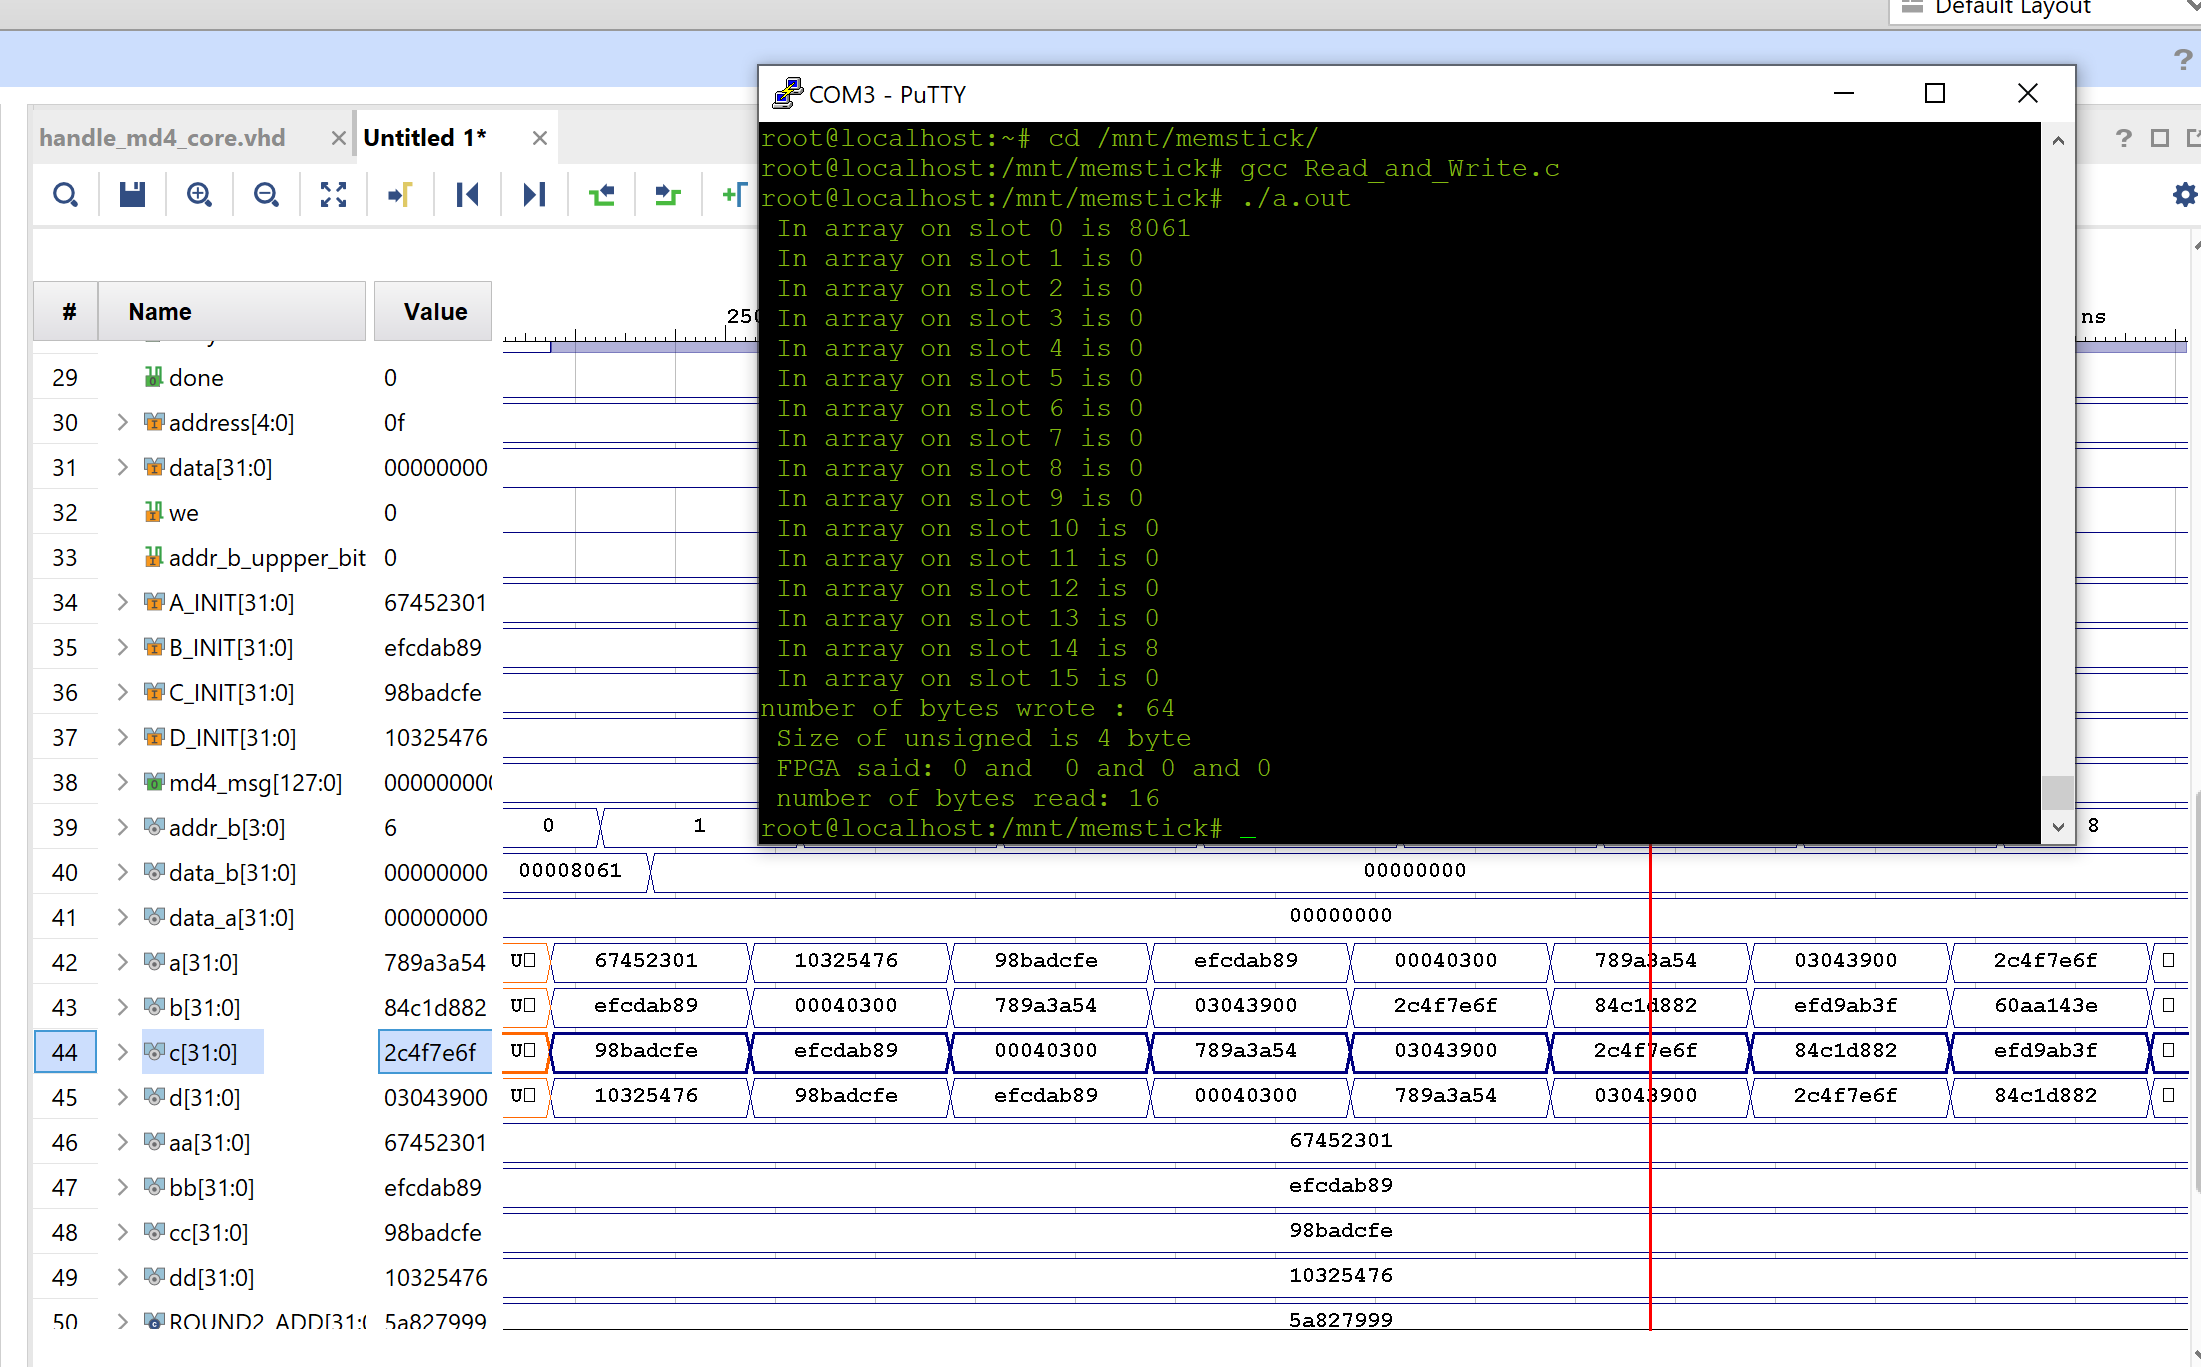 Default Layout
?
COM3 - PuTTY
handle_md4_core.vhd
Untitled 1*
?
root@localhost:~# cd /mnt/memstick/
root@localhost:/mnt/memstick# gcc Read_and_Write.c
root@localhost:/mnt/memstick# ./a.out
In array on slot 0 is 8061
In array on slot 1 is 0
In array on slot 2 is 0
In array on slot 3 is 0
In array on slot 4 is 0
In array on slot 5 is 0
In array on slot 6 is 0
In array on slot 7 is 0
In array on slot 8 is 0
In array on slot 9 is 0
In array on slot 10 is 0
In array on slot 11 is 0
In array on slot 12 is 0
In array on slot 13 is 0
In array on slot 14 is 8
In array on slot 15 is 0
number of bytes wrote : 64
Size of unsigned is 4 byte
FPGA said: 0 and  0 and 0 and 0
number of bytes read: 16
root@localhost:/mnt/memstick# _
# Name Value
ns
29 done 0
30 address[4:0] 0f
31 data[31:0] 00000000
32 we 0
33 addr_b_uppper_bit 0
34 A_INIT[31:0] 67452301
35 B_INIT[31:0] efcdab89
36 C_INIT[31:0] 98badcfe
37 D_INIT[31:0] 10325476
38 md4_msg[127:0] 00000000
39 addr_b[3:0] 6 0 1 8
40 data_b[31:0] 00000000 00008061 00000000
41 data_a[31:0] 00000000 00000000
42 a[31:0] 789a3a54 U 67452301 10325476 98badcfe efcdab89 00040300 789a3a54 03043900 2c4f7e6f
43 b[31:0] 84c1d882 U efcdab89 00040300 789a3a54 03043900 2c4f7e6f 84c1d882 efd9ab3f 60aa143e
44 c[31:0] 2c4f7e6f U 98badcfe efcdab89 00040300 789a3a54 03043900 2c4f7e6f 84c1d882 efd9ab3f
45 d[31:0] 03043900 U 10325476 98badcfe efcdab89 00040300 789a3a54 03043900 2c4f7e6f 84c1d882
46 aa[31:0] 67452301 67452301
47 bb[31:0] efcdab89 efcdab89
48 cc[31:0] 98badcfe 98badcfe
49 dd[31:0] 10325476 10325476
50 ROUND2_ADD[31:0 5a827999 5a827999